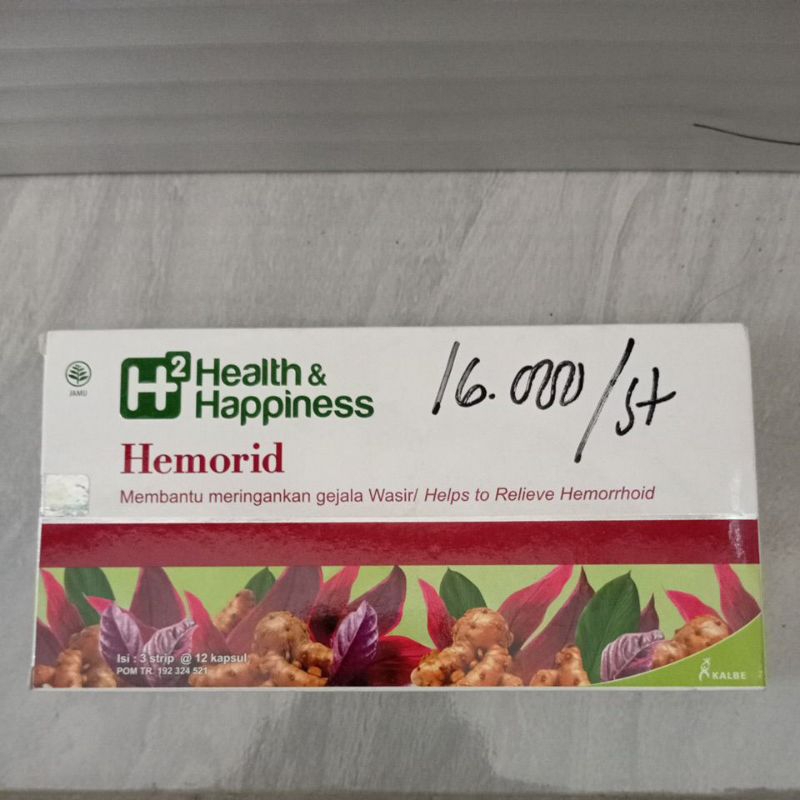 JAMU
H2 Health &
Happiness
16.000/st
Hemorid
Membantu meringankan gejala Wasir/ Helps to Relieve Hemorrhoid
Isi : 3 strip @ 12 kapsul
POM TR. 192 324 521
KALBE